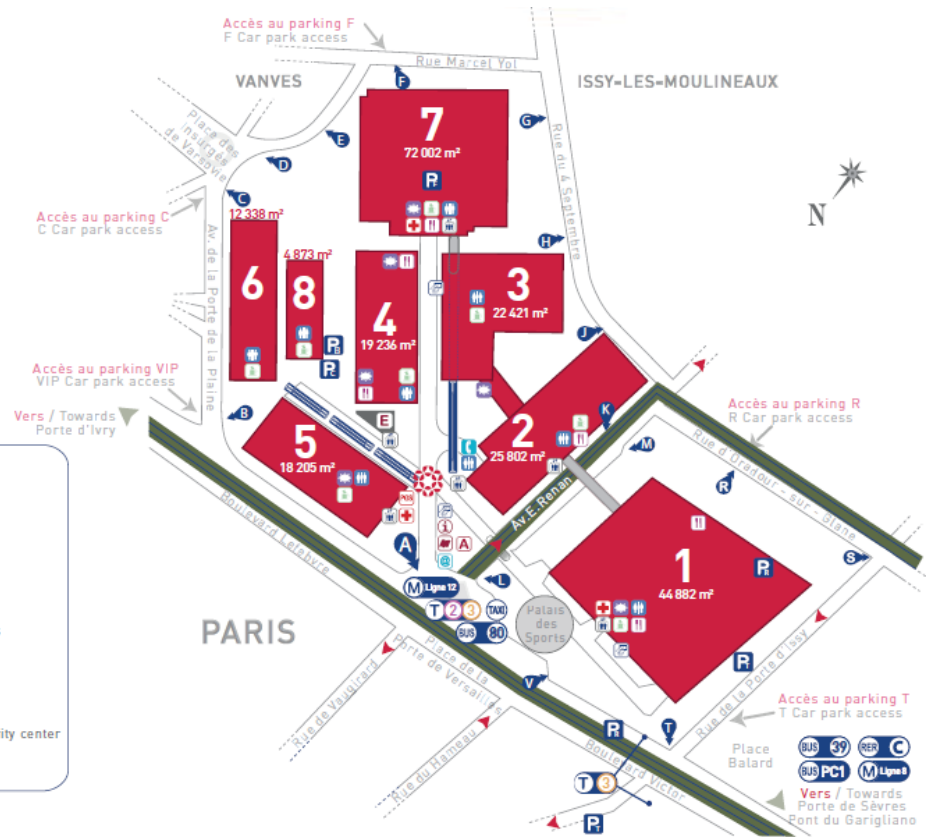 Accès au parking F
F Car park access
Rue Marcel Yol
VANVES
ISSY-LES-MOULINEAUX
F
7
72 002 m²
P
G
E
Place des
Insurgés
de Varsovie
D
Rue du 4 Septembre
N
C
Accès au parking C
C Car park access
12 338 m²
6
4 873 m²
8
H
3
22 421 m²
4
19 236 m²
Av. de la Porte de la Plaine
J
Accès au parking VIP
VIP Car park access
Vers / Towards
Porte d'Ivry
B
E
K
Accès au parking R
R Car park access
5
18 205 m²
2
25 802 m²
M
Rue d'Oradour - sur - Glane
R
Av.E.Renan
POS
i
A
@
Boulevard Lefebvre
A
S
1
44 882 m²
M Ligne 12
L
T 2 3 TAXI
BUS 80
Palais
des
Sports
PARIS
Place de la
Porte de Versailles
V
Rue de Vaugirard
Rue du Hameau
Rue de la Porte d'Issy
Accès au parking T
T Car park access
T
Place
Balard
BUS 39 RER C
BUS PC1 M Ligne 8
ity center
Boulevard Victor
T 3
Vers / Towards
Porte de Sèvres
Pont du Garigliano